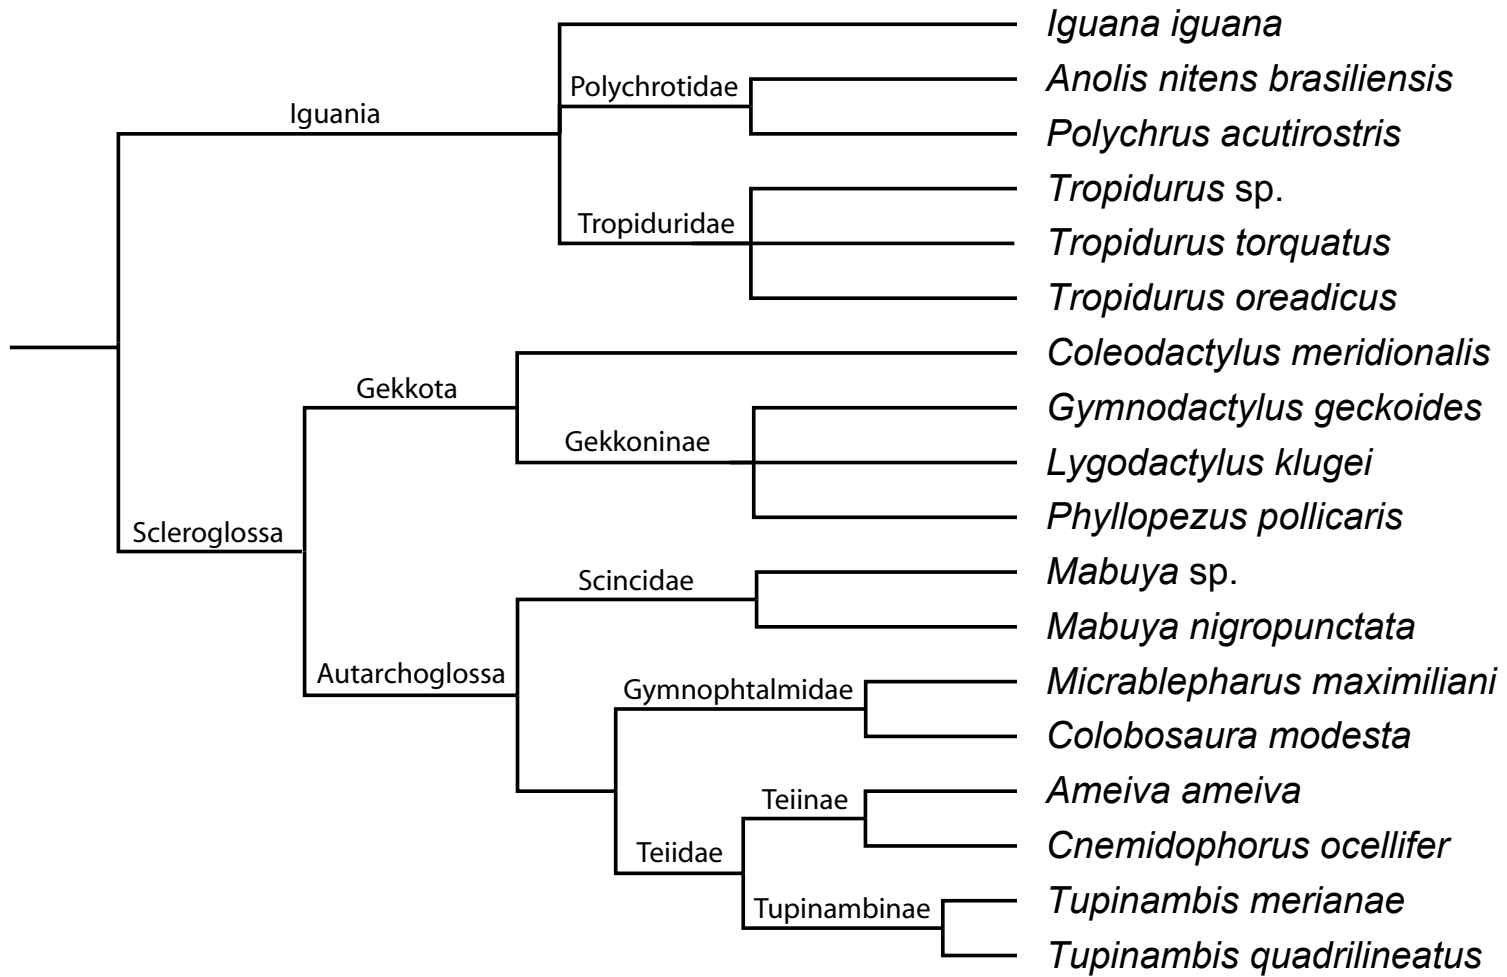 Iguana iguana
Polychrotidae
Anolis nitens brasiliensis
Iguania
Polychrus acutirostris
Tropidurus sp.
Tropiduridae
Tropidurus torquatus
Tropidurus oreadicus
Coleodactylus meridionalis
Gekkota
Gymnodactylus geckoides
Gekkoninae
Lygodactylus klugei
Phyllopezus pollicaris
Scleroglossa
Scincidae
Mabuya sp.
Mabuya nigropunctata
Autarchoglossa
Gymnophtalmidae
Micrablepharus maximiliani
Colobosaura modesta
Teiinae
Ameiva ameiva
Teiidae
Cnemidophorus ocellifer
Tupinambinae
Tupinambis merianae
Tupinambis quadrilineatus